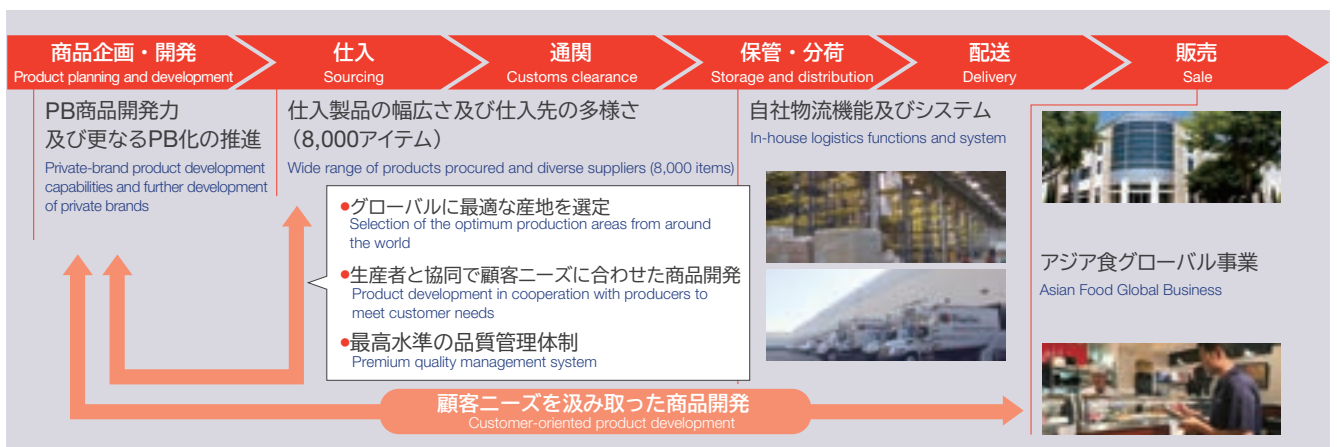 商品企画・開発
Product planning and development
仕入
Sourcing
通関
Customs clearance
保管・分荷
Storage and distribution
配送
Delivery
販売
Sale
PB商品開発力
及び更なるPB化の推進
Private-brand product development
capabilities and further development
of private brands
仕入製品の幅広さ及び仕入先の多様さ
（8,000アイテム）
Wide range of products procured and diverse suppliers (8,000 items)
●グローバルに最適な産地を選定
Selection of the optimum production areas from around
the world
●生産者と協同で顧客ニーズに合わせた商品開発
Product development in cooperation with producers to
meet customer needs
●最高水準の品質管理体制
Premium quality management system
自社物流機能及びシステム
In-house logistics functions and system
アジア食グローバル事業
Asian Food Global Business
顧客ニーズを汲み取った商品開発
Customer-oriented product development